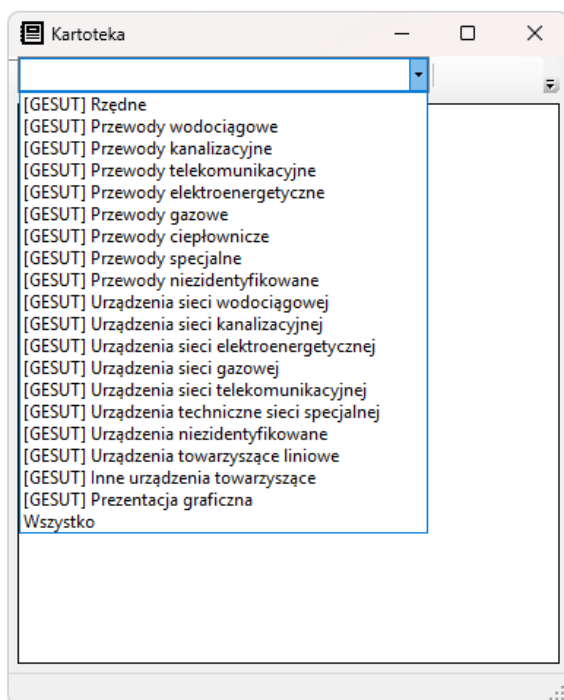 Kartoteka
[GESUT] Rzędne
[GESUT] Przewody wodociągowe
[GESUT] Przewody kanalizacyjne
[GESUT] Przewody telekomunikacyjne
[GESUT] Przewody elektroenergetyczne
[GESUT] Przewody gazowe
[GESUT] Przewody ciepłownicze
[GESUT] Przewody specjalne
[GESUT] Przewody niezidentyfikowane
[GESUT] Urządzenia sieci wodociągowej
[GESUT] Urządzenia sieci kanalizacyjnej
[GESUT] Urządzenia sieci elektroenergetycznej
[GESUT] Urządzenia sieci gazowej
[GESUT] Urządzenia sieci telekomunikacyjnej
[GESUT] Urządzenia techniczne sieci specjalnej
[GESUT] Urządzenia niezidentyfikowane
[GESUT] Urządzenia towarzyszące liniowe
[GESUT] Inne urządzenia towarzyszące
[GESUT] Prezentacja graficzna
Wszystko